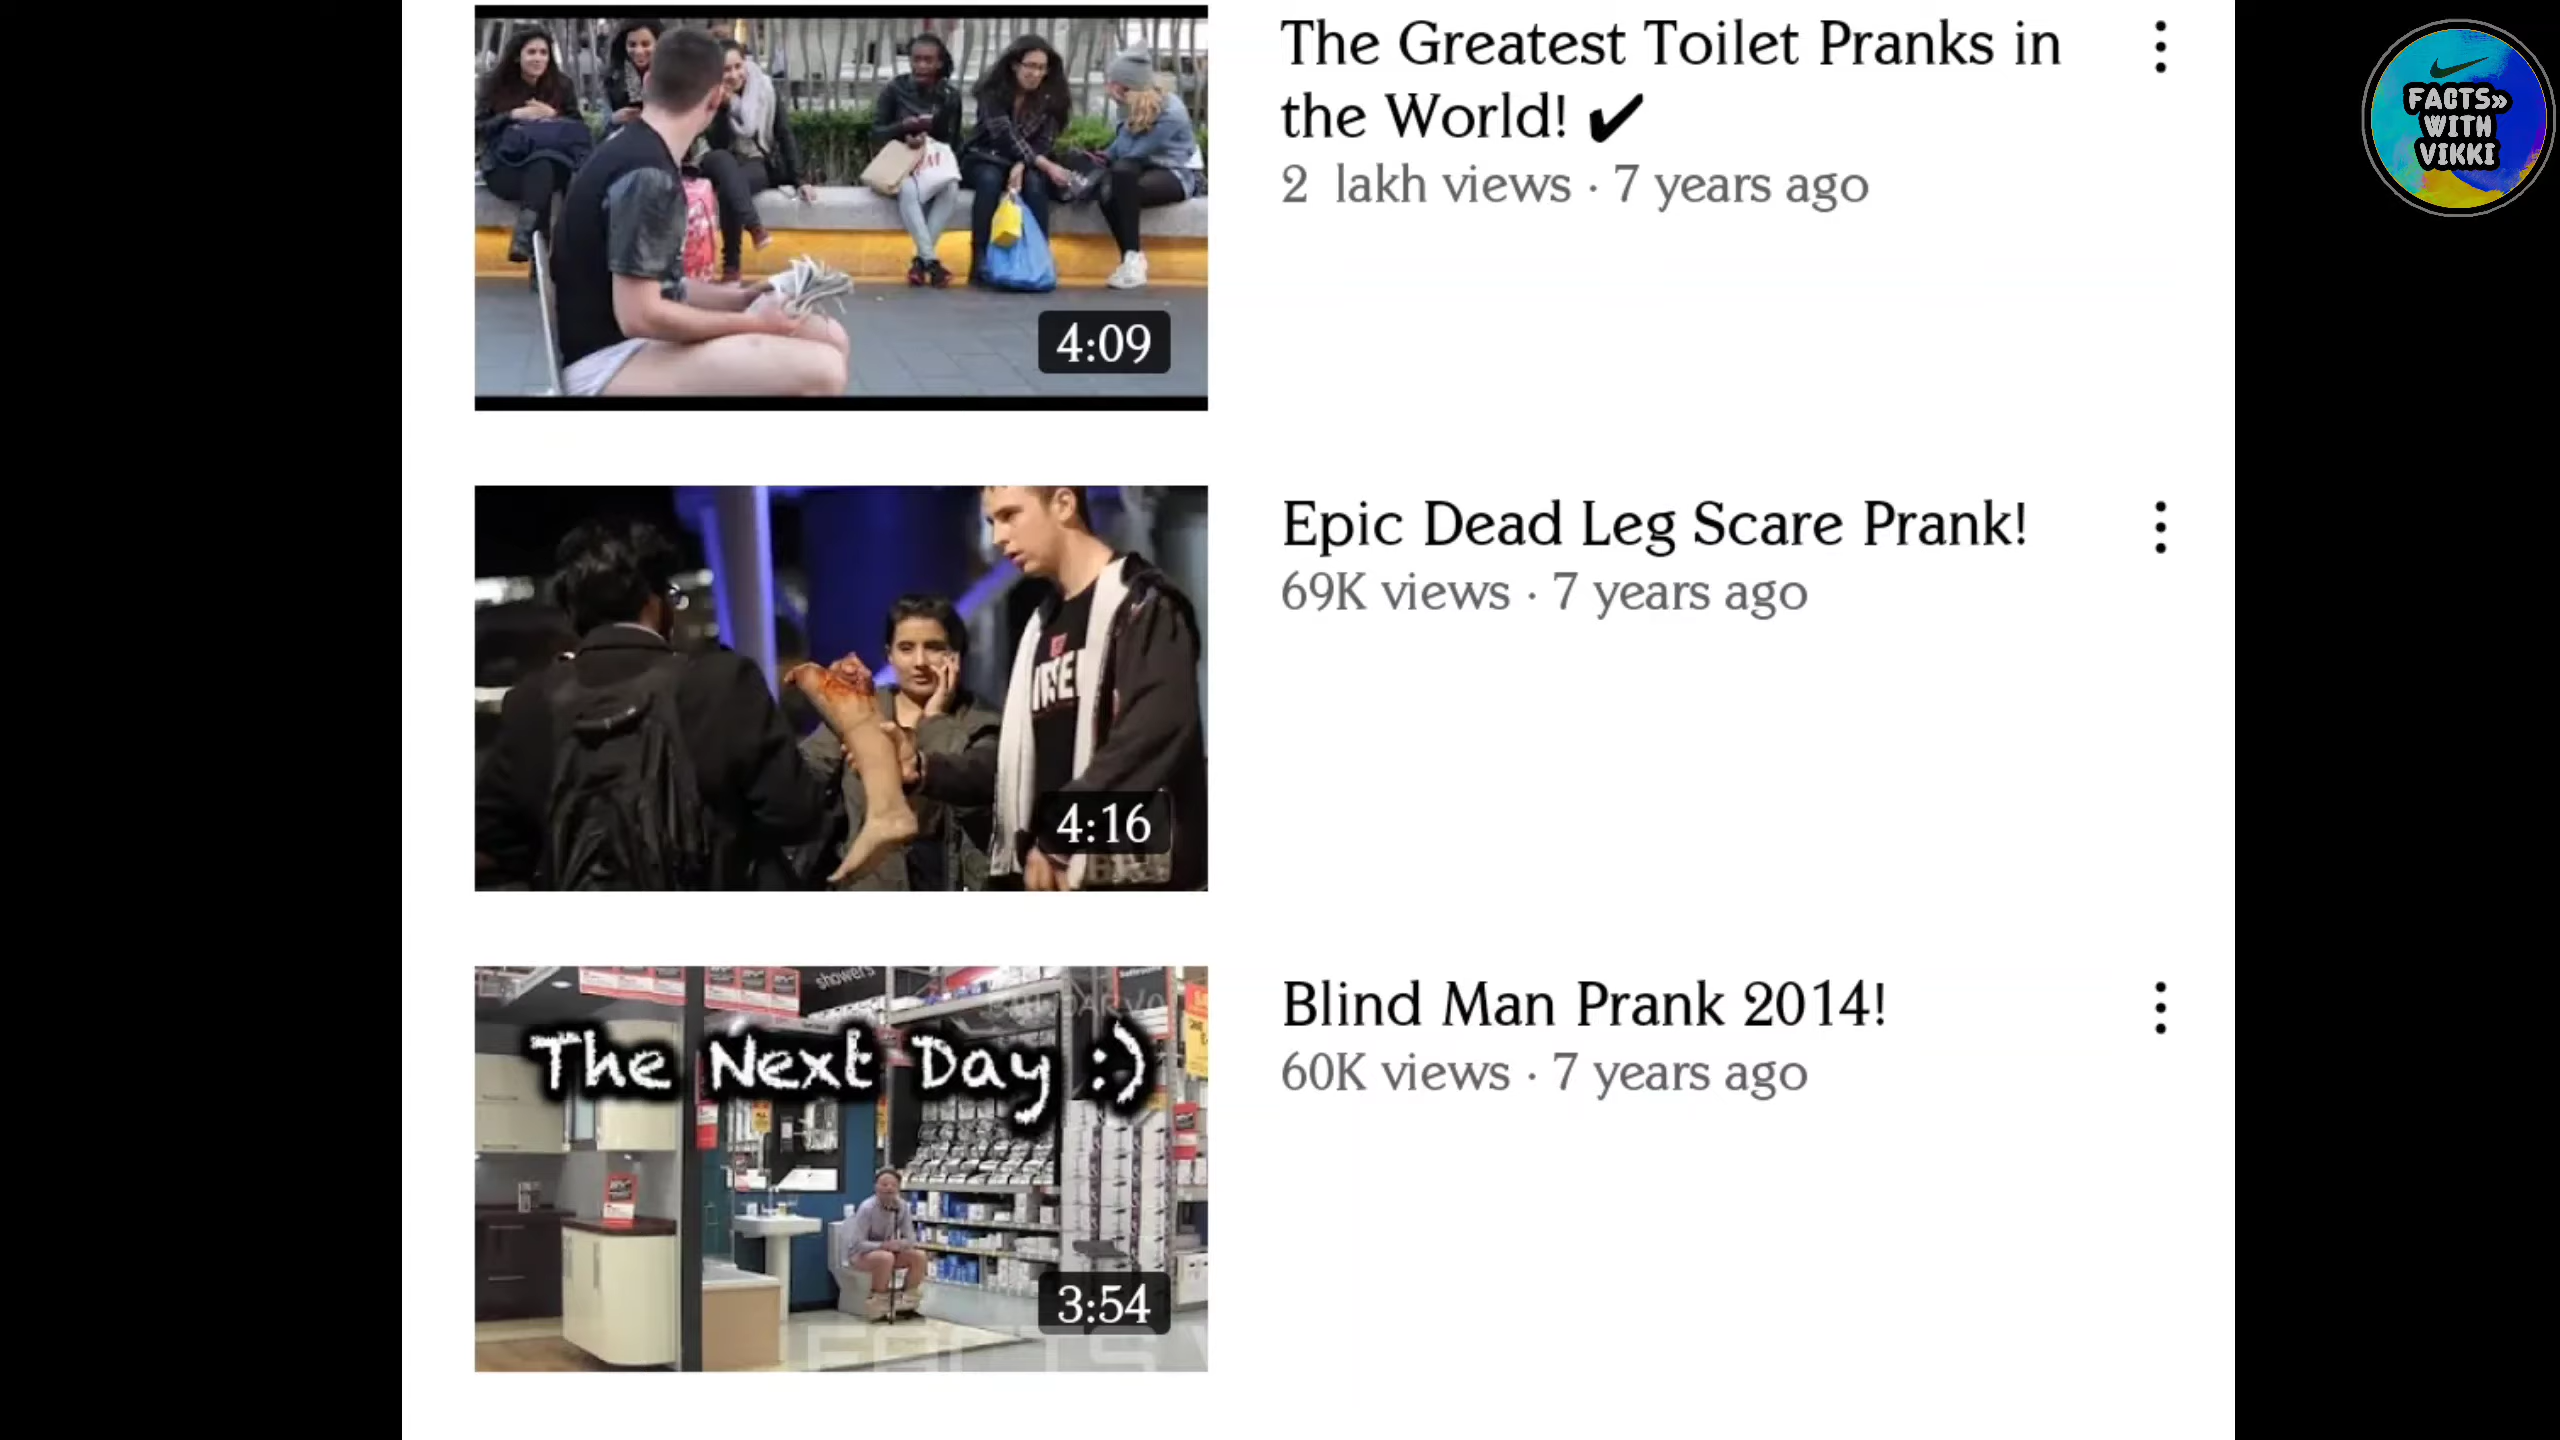 The Greatest Toilet Pranks in
the World! ✔
2 lakh views · 7 years ago
4:09
FACTS»
WITH
VIKKI
Epic Dead Leg Scare Prank!
69K views · 7 years ago
4:16
Blind Man Prank 2014!
60K views · 7 years ago
showers
The Next Day :)
3:54
FACTS